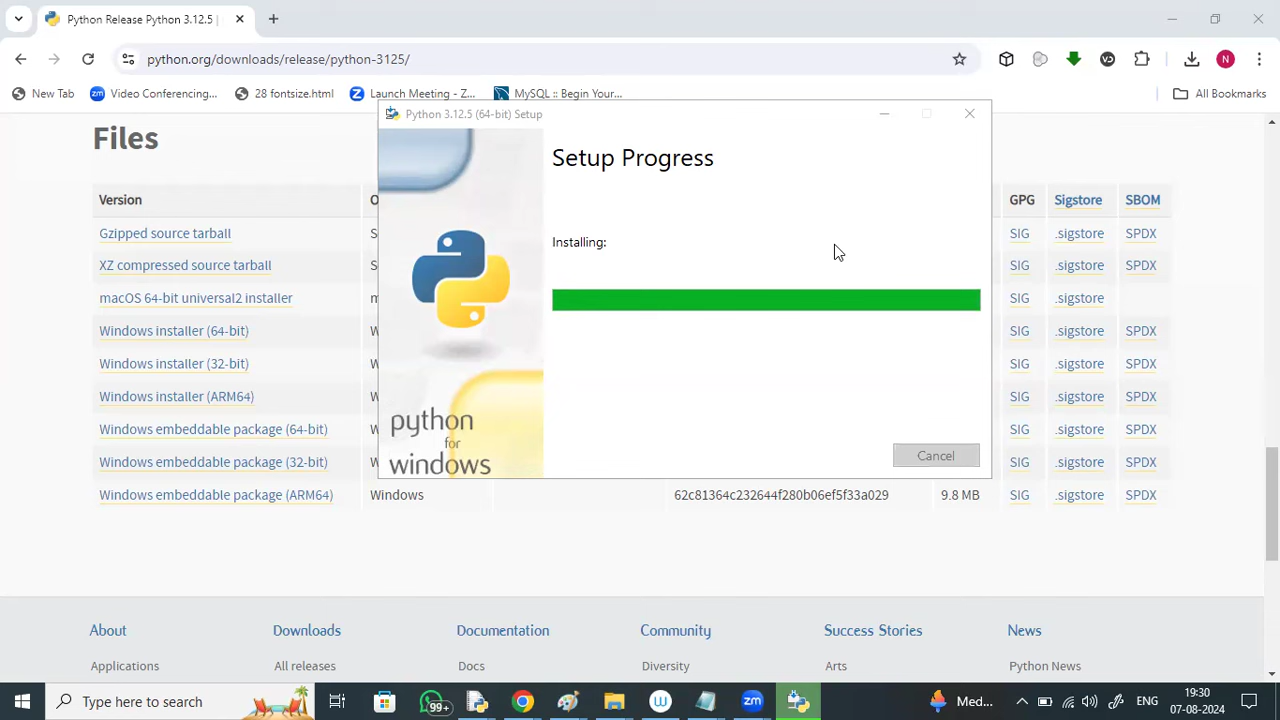 Python Release Python 3.12.5 |
python.org/downloads/release/python-3125/
N
New Tab
Video Conferencing...
28 fontsize.html
Launch Meeting - Z...
MySQL :: Begin Your...
All Bookmarks
Python 3.12.5 (64-bit) Setup
Files
Setup Progress
Version
GPG
Sigstore
SBOM
Gzipped source tarball
SIG
.sigstore
SPDX
Installing:
XZ compressed source tarball
SIG
.sigstore
SPDX
macOS 64-bit universal2 installer
SIG
.sigstore
Windows installer (64-bit)
SIG
.sigstore
SPDX
Windows installer (32-bit)
SIG
.sigstore
SPDX
Windows installer (ARM64)
SIG
.sigstore
SPDX
python
for
windows
Windows embeddable package (64-bit)
SIG
.sigstore
SPDX
Cancel
Windows embeddable package (32-bit)
SIG
.sigstore
SPDX
Windows embeddable package (ARM64)
Windows
62c81364c232644f280b06ef5f33a029
9.8 MB
SIG
.sigstore
SPDX
About
Downloads
Documentation
Community
Success Stories
News
Applications
All releases
Docs
Diversity
Arts
Python News
Type here to search
99+
zm
Med...
ENG
19:30
07-08-2024